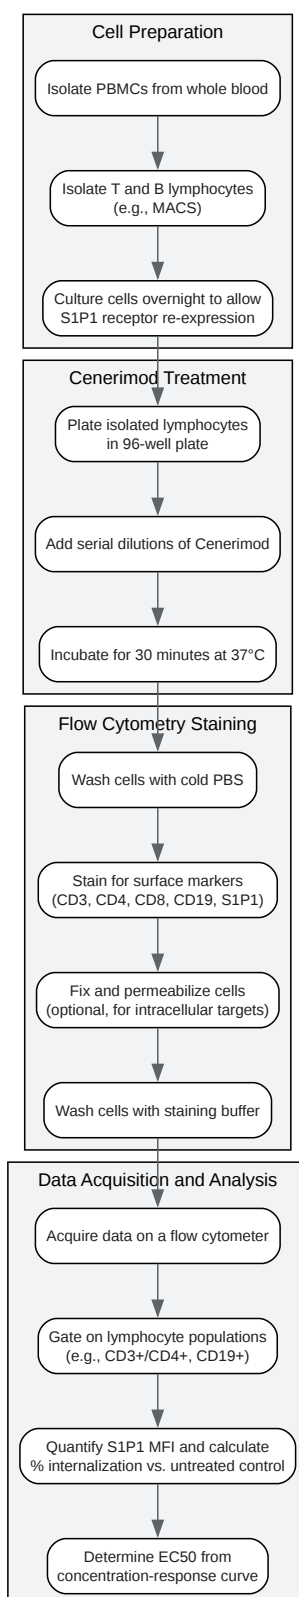 Cell Preparation
Isolate PBMCs from whole blood
Isolate T and B lymphocytes
(e.g., MACS)
Culture cells overnight to allow
S1P1 receptor re-expression
Cenerimod Treatment
Plate isolated lymphocytes
in 96-well plate
Add serial dilutions of Cenerimod
Incubate for 30 minutes at 37°C
Flow Cytometry Staining
Wash cells with cold PBS
Stain for surface markers
(CD3, CD4, CD8, CD19, S1P1)
Fix and permeabilize cells
(optional, for intracellular targets)
Wash cells with staining buffer
Data Acquisition and Analysis
Acquire data on a flow cytometer
Gate on lymphocyte populations
(e.g., CD3+/CD4+, CD19+)
Quantify S1P1 MFI and calculate
% internalization vs. untreated control
Determine EC50 from
concentration-response curve